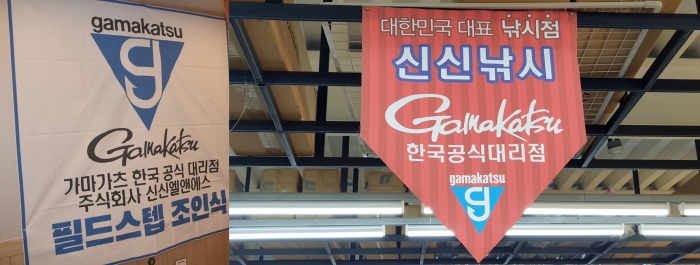 gamakatsu
g
Gamakatsu
가마가츠 한국 공식 대리점
주식회사 신신엘앤에스
필드스텝 조인식
대한민국 대표 낚시점
신신낚시
Gamakatsu
한국공식대리점
gamakatsu
g